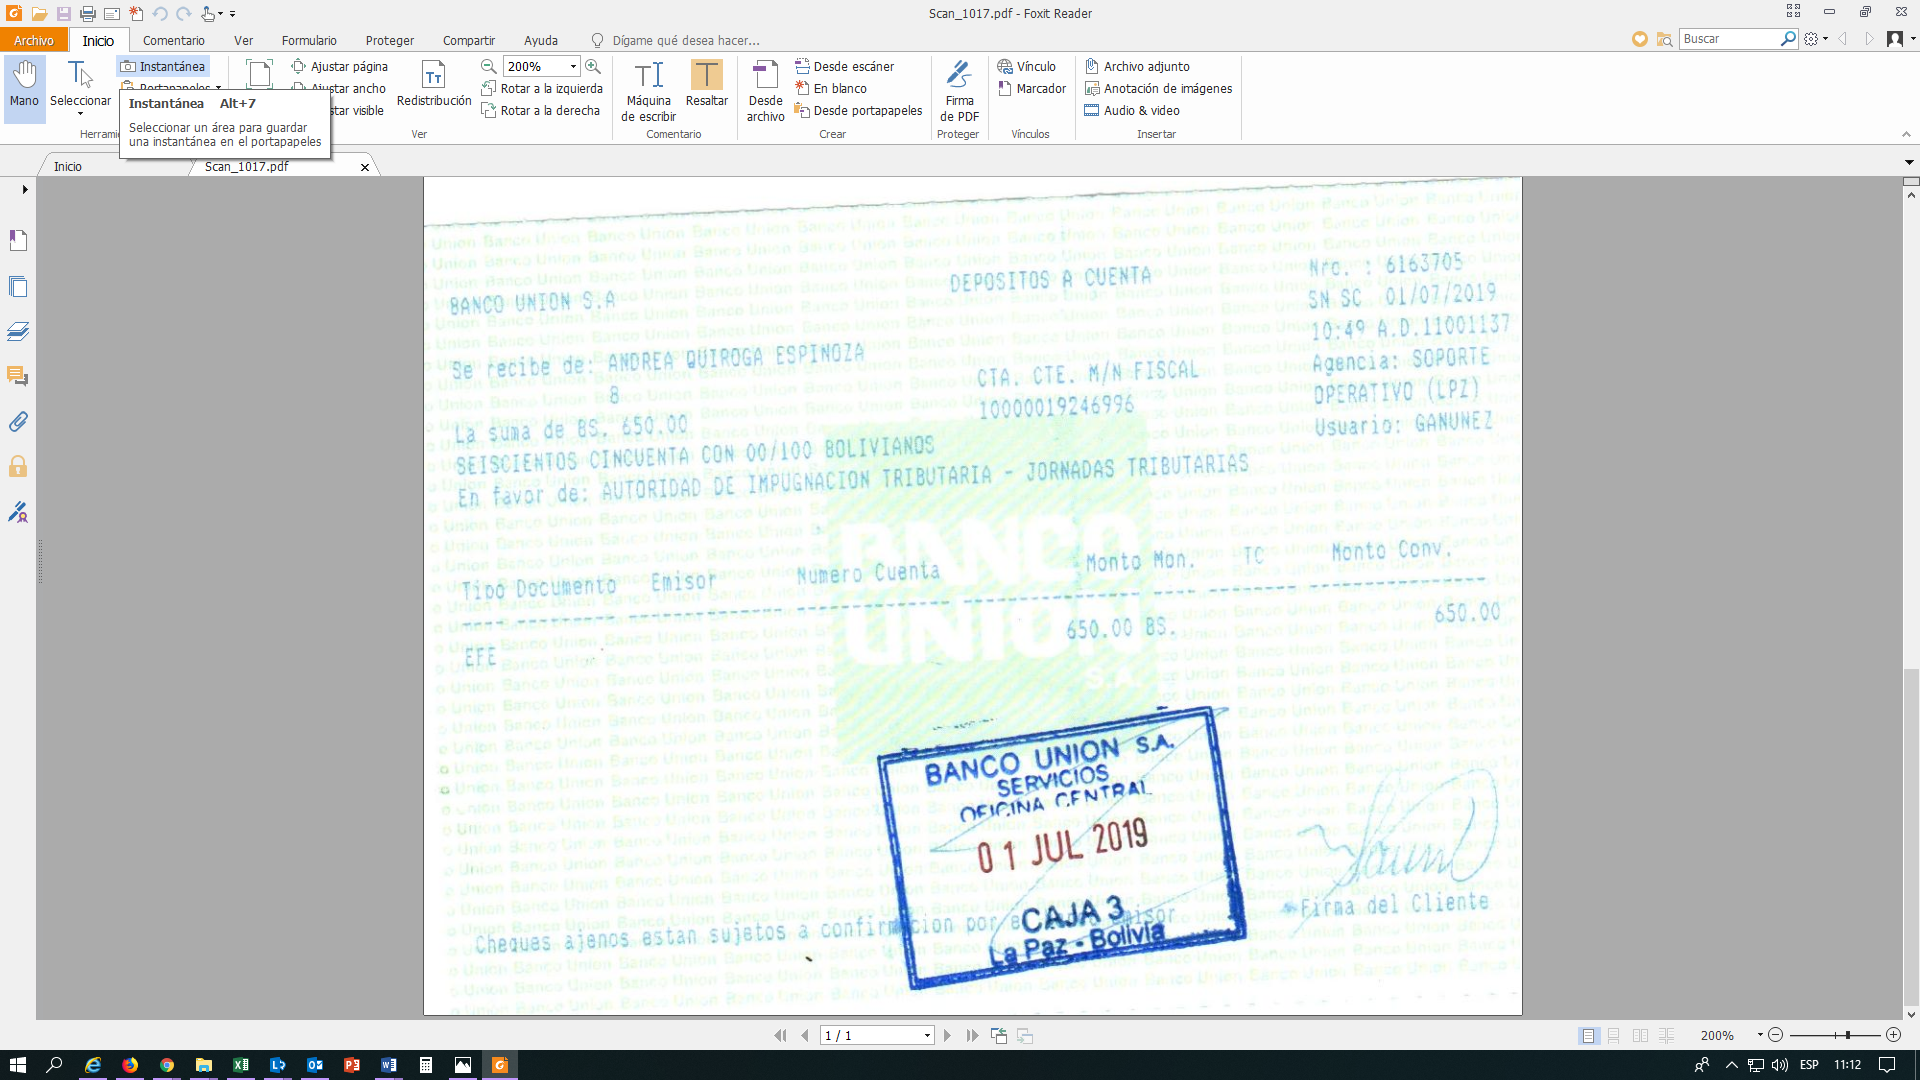 Scan_1017.pdf - Foxit Reader
Archivo
Inicio
Comentario
Ver
Formulario
Proteger
Compartir
Ayuda
Dígame qué desea hacer...
Buscar
Mano
Seleccionar
Instantánea
Portapapeles
Instantánea Alt+7
Seleccionar un área para guardar
una instantánea en el portapapeles
Ajustar página
Ajustar ancho
Redistribución
200%
Rotar a la izquierda
Rotar a la derecha
Ver
Máquina
de escribir
Resaltar
Comentario
Desde
archivo
Desde escáner
En blanco
Desde portapapeles
Crear
Firma
de PDF
Proteger
Vínculo
Marcador
Vínculos
Archivo adjunto
Anotación de imágenes
Audio & video
Insertar
Inicio
Scan_1017.pdf
BANCO UNION S.A
DEPOSITOS A CUENTA
Nro. : 6163705
SN SC 01/07/2019
10:49 A.D.11001137
Agencia: SOPORTE
OPERATIVO (LPZ)
Usuario: GANUNEZ
Se recibe de: ANDREA QUIROGA ESPINOZA
8
CTA. CTE. M/N FISCAL
10000019246996
La suma de BS. 650.00
SEISCIENTOS CINCUENTA CON 00/100 BOLIVIANOS
En favor de: AUTORIDAD DE IMPUGNACION TRIBUTARIA - JORNADAS TRIBUTARIAS
Tipo Documento Emisor Numero Cuenta Monto Mon. TC Monto Conv.
EFE 650.00 BS. 650.00
BANCO
UNION
S.A.
BANCO UNION S.A.
SERVICIOS
OFICINA CENTRAL
01 JUL 2019
CAJA 3
La Paz - Bolivia
Firma del Cliente
Cheques ajenos estan sujetos a confirmacion por el emisor
1 / 1
200%
ESP
11:12